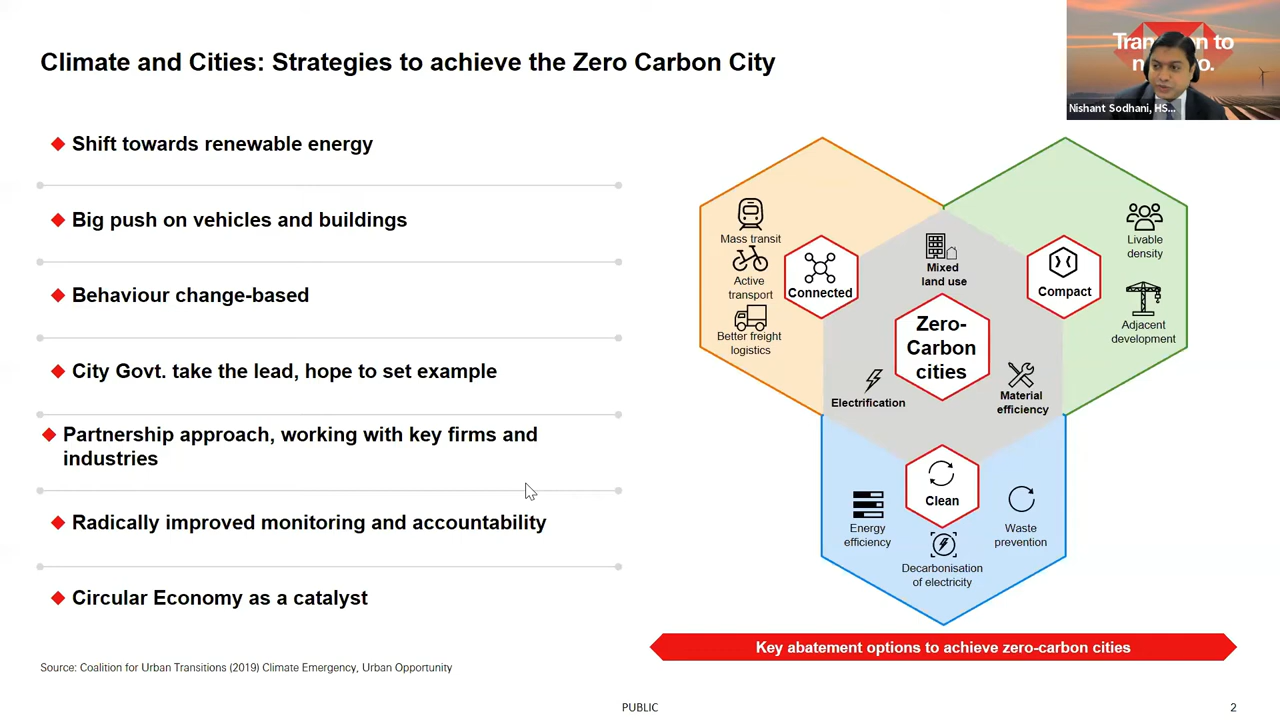 Climate and Cities: Strategies to achieve the Zero Carbon City
Nishant Sodhani, HS...
Shift towards renewable energy
Big push on vehicles and buildings
Behaviour change-based
City Govt. take the lead, hope to set example
Partnership approach, working with key firms and
industries
Radically improved monitoring and accountability
Circular Economy as a catalyst
Mass transit
Active
transport
Better freight
logistics
Connected
Mixed
land use
Compact
Livable
density
Adjacent
development
Zero-
Carbon
cities
Electrification
Material
efficiency
Clean
Energy
efficiency
Decarbonisation
of electricity
Waste
prevention
Key abatement options to achieve zero-carbon cities
Source: Coalition for Urban Transitions (2019) Climate Emergency, Urban Opportunity
PUBLIC
2